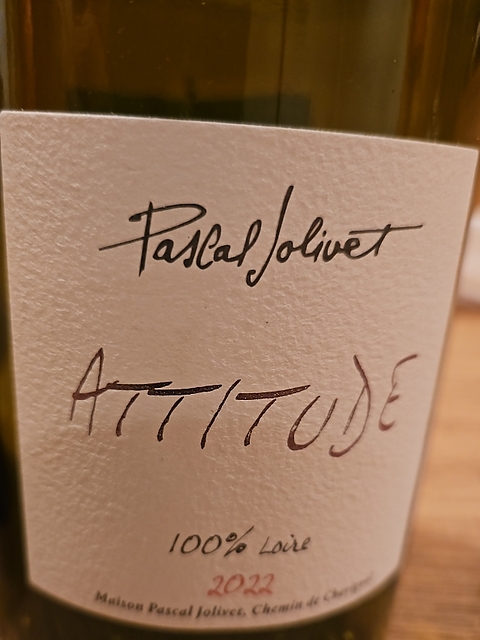 Pascal Jolivet
ATTITUDE
100% Loire
2022
Maison Pascal Jolivet, Chemin de